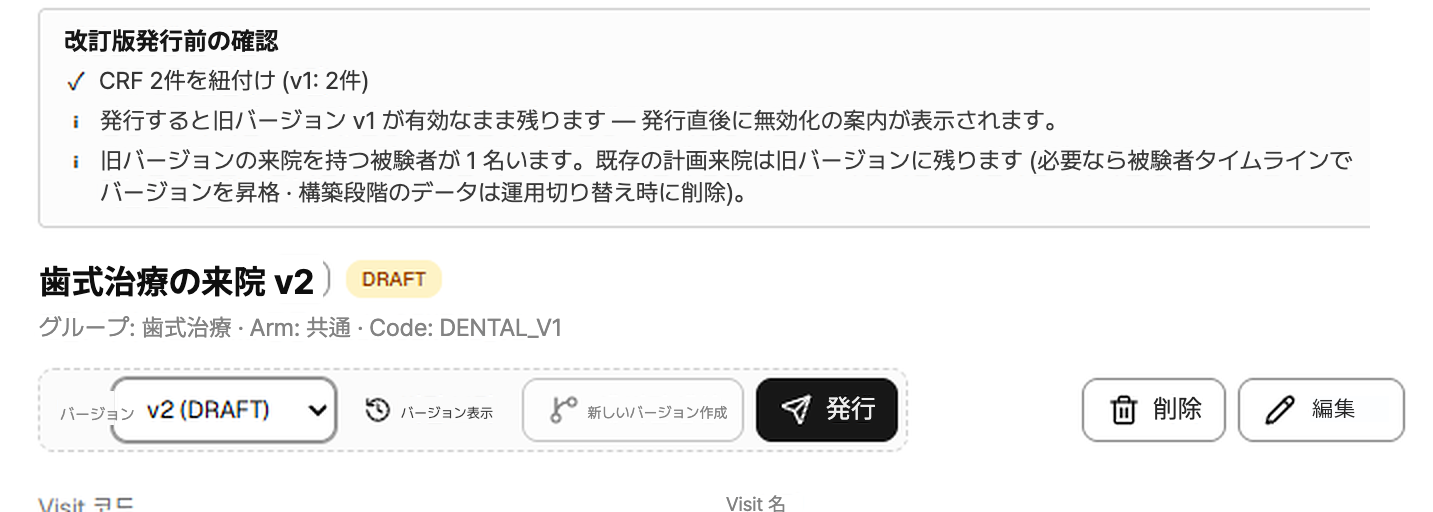 改訂版発行前の確認
✓ CRF 2件を紐付け (v1: 2件)
i 発行すると旧バージョン v1 が有効なまま残ります — 発行直後に無効化の案内が表示されます。
i 旧バージョンの来院を持つ被験者が 1 名います。既存の計画来院は旧バージョンに残ります (必要なら被験者タイムラインで
バージョンを昇格 · 構築段階のデータは運用切り替え時に削除)。
歯式治療の来院 v2 ) DRAFT
グループ: 歯式治療 · Arm: 共通 · Code: DENTAL_V1
バージョン v2 (DRAFT) バージョン表示 新しいバージョン作成 発行 削除 編集
Visit 코드 Visit 名